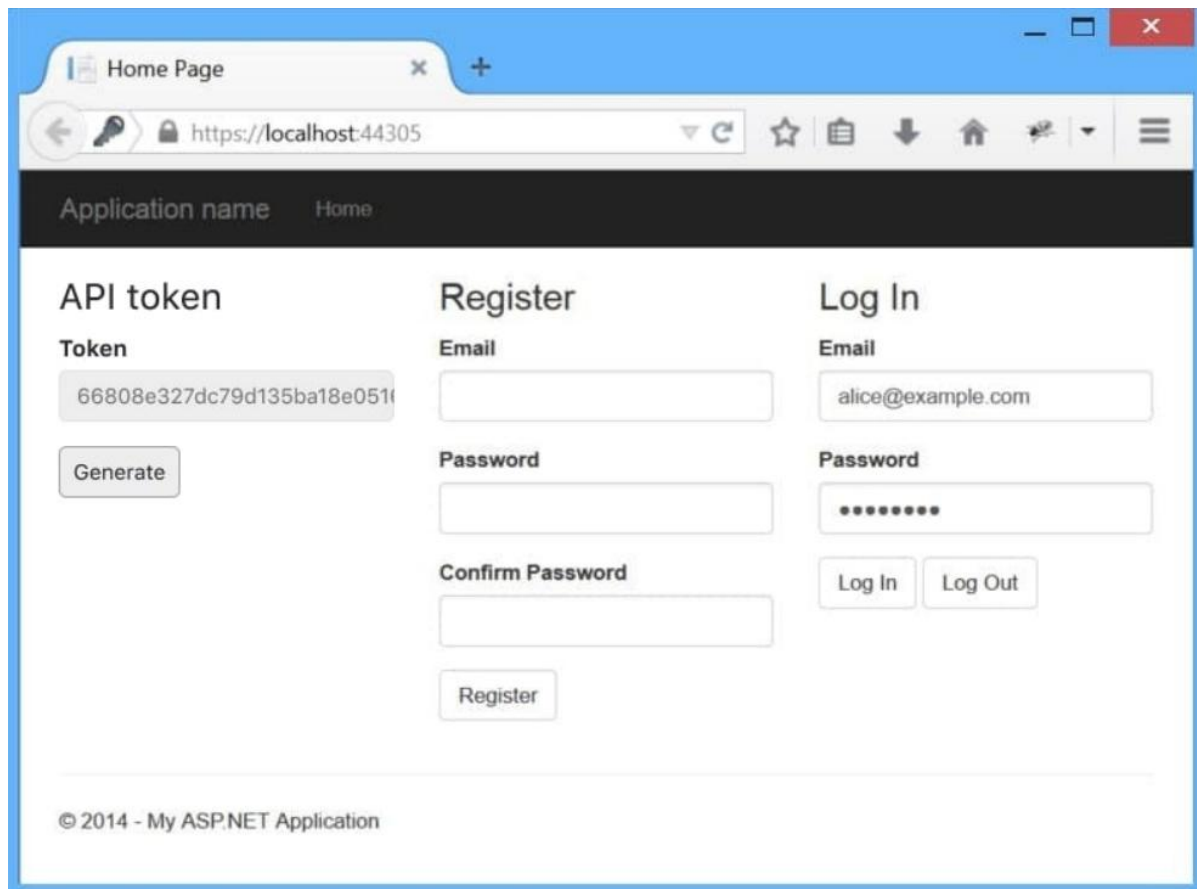 Home Page
https://localhost:44305
Application name Home
API token
Token
66808e327dc79d135ba18e051
Generate
Register
Email
Password
Confirm Password
Register
Log In
Email
alice@example.com
Password
••••••••
Log In Log Out
© 2014 - My ASP.NET Application